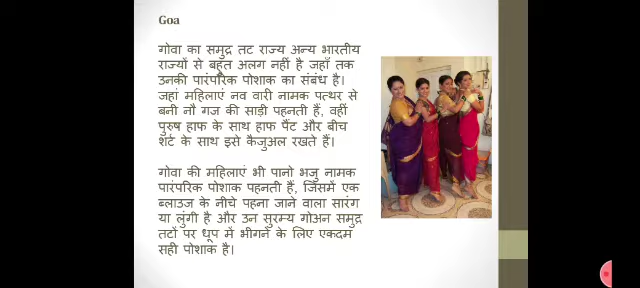 Goa
गोवा का समुद्र तट राज्य अन्य भारतीय
राज्यों से बहुत अलग नहीं है जहाँ तक
उनकी पारंपरिक पोशाक का संबंध है।
जहां महिलाएं नव वारी नामक पत्थर से
बनी नौ गज की साड़ी पहनती हैं, वहीं
पुरुष हाफ के साथ हाफ पैंट और बीच
शर्ट के साथ इसे कैजुअल रखते हैं।
गोवा की महिलाएं भी पानो भजु नामक
पारंपरिक पोशाक पहनती हैं, जिसमें एक
ब्लाउज के नीचे पहना जाने वाला सारंग
या लुंगी है और उन सुरम्य गोअन समुद्र
तटों पर धूप में भीगने के लिए एकदम
सही पोशाक है।